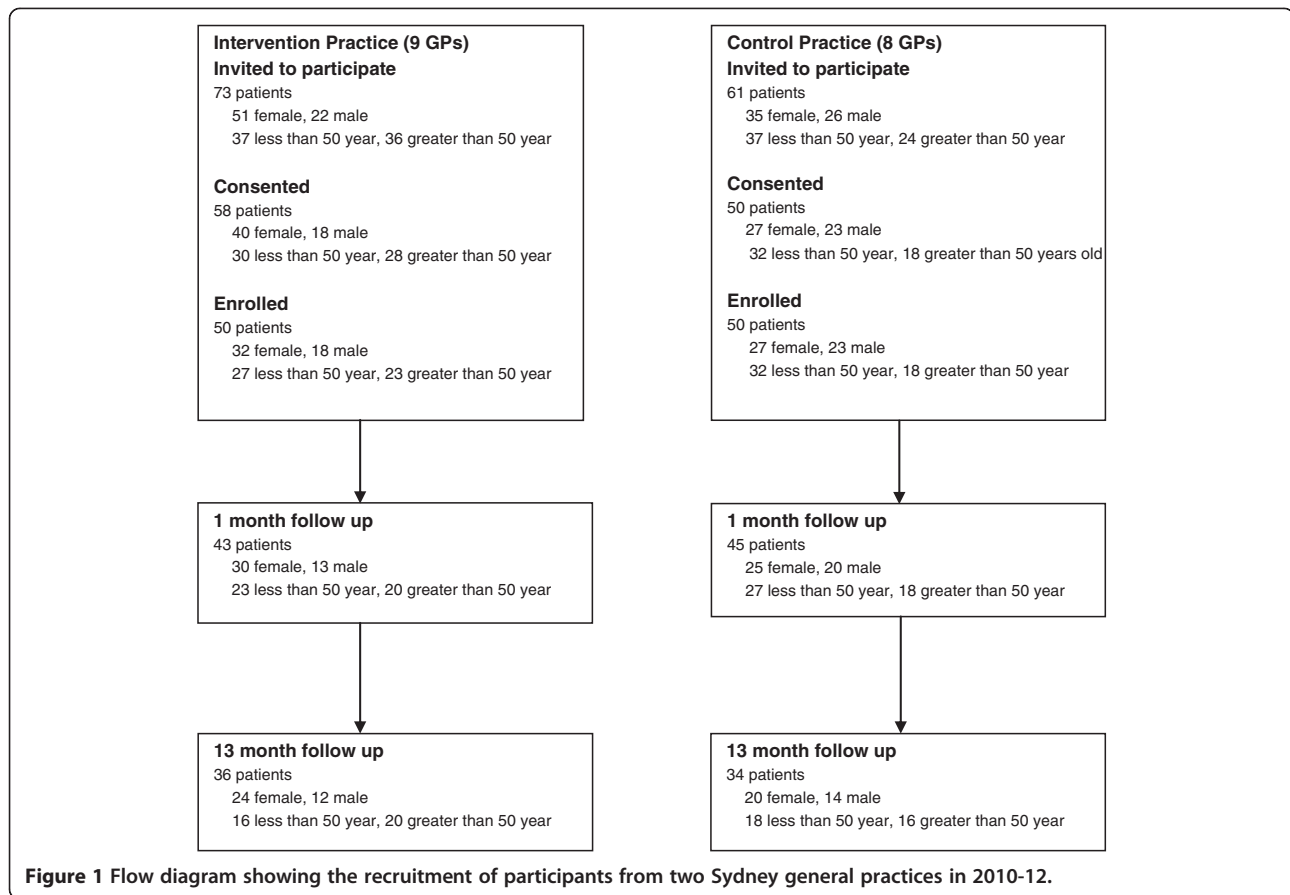 Intervention Practice (9 GPs)
Invited to participate
73 patients
51 female, 22 male
37 less than 50 year, 36 greater than 50 year
Consented
58 patients
40 female, 18 male
30 less than 50 year, 28 greater than 50 year
Enrolled
50 patients
32 female, 18 male
27 less than 50 year, 23 greater than 50 year
Control Practice (8 GPs)
Invited to participate
61 patients
35 female, 26 male
37 less than 50 year, 24 greater than 50 year
Consented
50 patients
27 female, 23 male
32 less than 50 year, 18 greater than 50 years old
Enrolled
50 patients
27 female, 23 male
32 less than 50 year, 18 greater than 50 year
1 month follow up
43 patients
30 female, 13 male
23 less than 50 year, 20 greater than 50 year
1 month follow up
45 patients
25 female, 20 male
27 less than 50 year, 18 greater than 50 year
13 month follow up
36 patients
24 female, 12 male
16 less than 50 year, 20 greater than 50 year
13 month follow up
34 patients
20 female, 14 male
18 less than 50 year, 16 greater than 50 year
Figure 1 Flow diagram showing the recruitment of participants from two Sydney general practices in 2010-12.